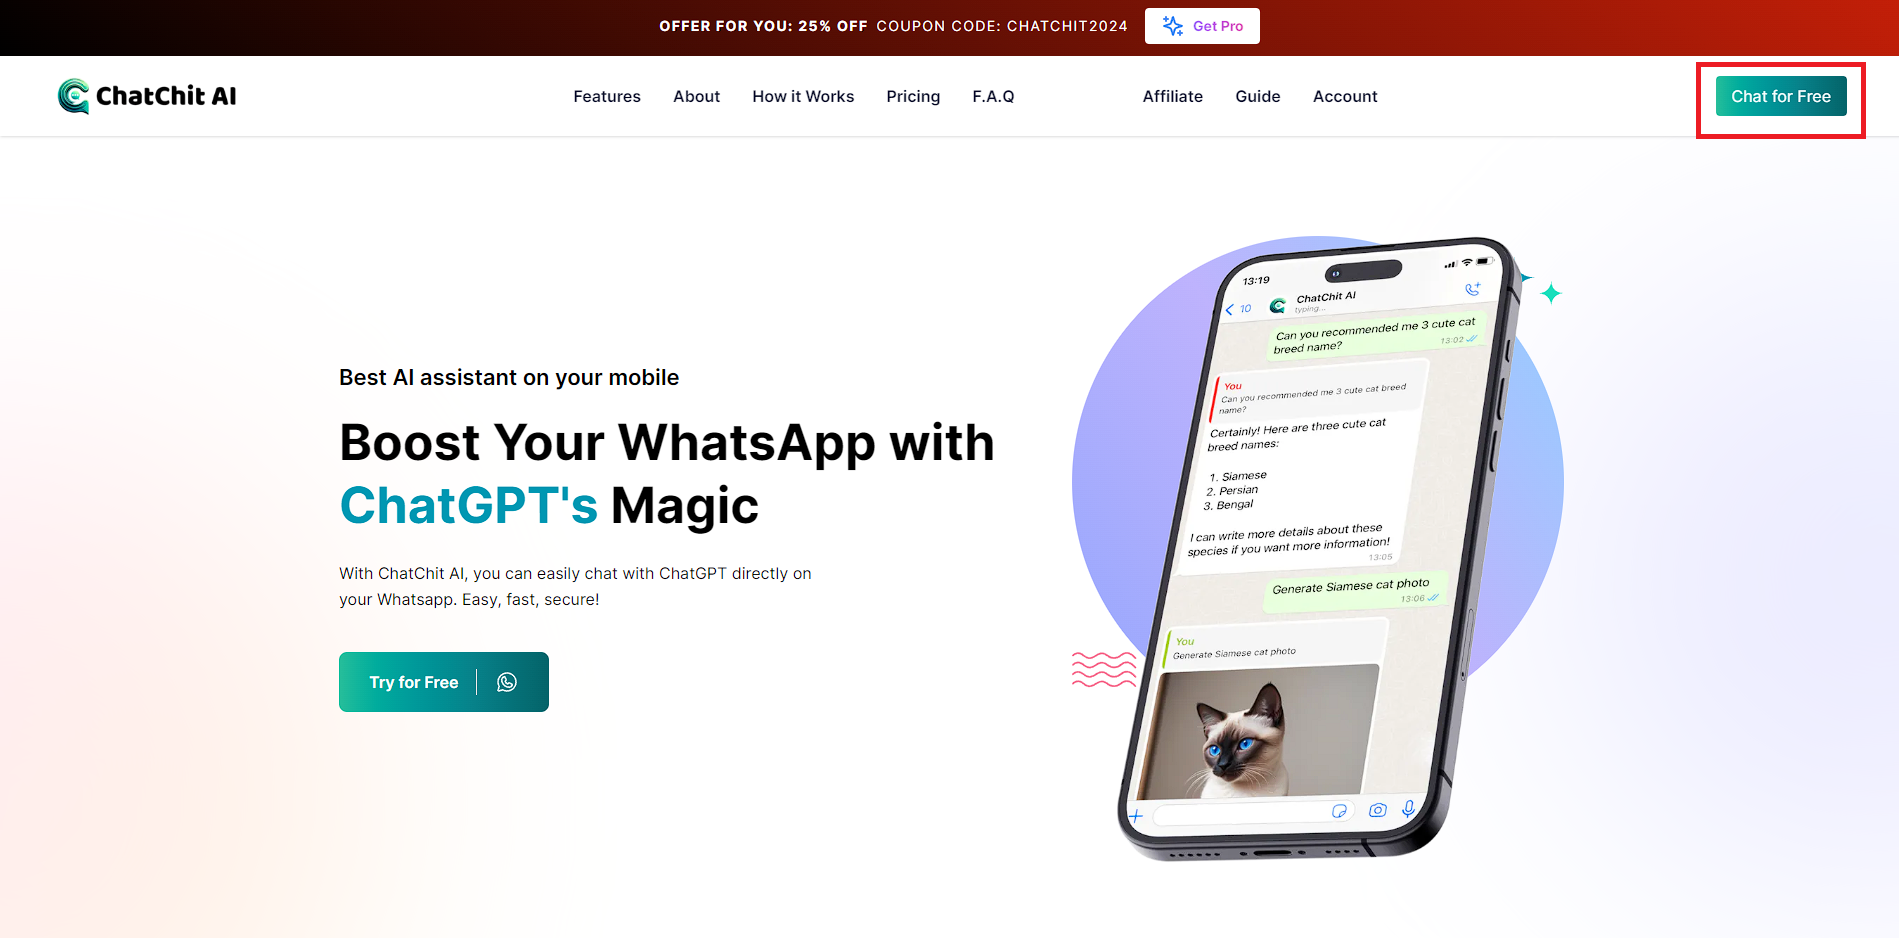 OFFER FOR YOU: 25% OFF COUPON CODE: CHATCHIT2024 Get Pro
ChatChit AI
Features About How it Works Pricing F.A.Q Affiliate Guide Account
Chat for Free
Best AI assistant on your mobile
Boost Your WhatsApp with
ChatGPT's Magic
With ChatChit AI, you can easily chat with ChatGPT directly on
your Whatsapp. Easy, fast, secure!
Try for Free
13:19
10
ChatChit AI
typing...
Can you recommended me 3 cute cat
breed name?
13:02
You
Can you recommended me 3 cute cat breed
name?
Certainly! Here are three cute cat
breed names:
1. Siamese
2. Persian
3. Bengal
I can write more details about these
species if you want more information!
13:05
Generate Siamese cat photo
13:06
You
Generate Siamese cat photo